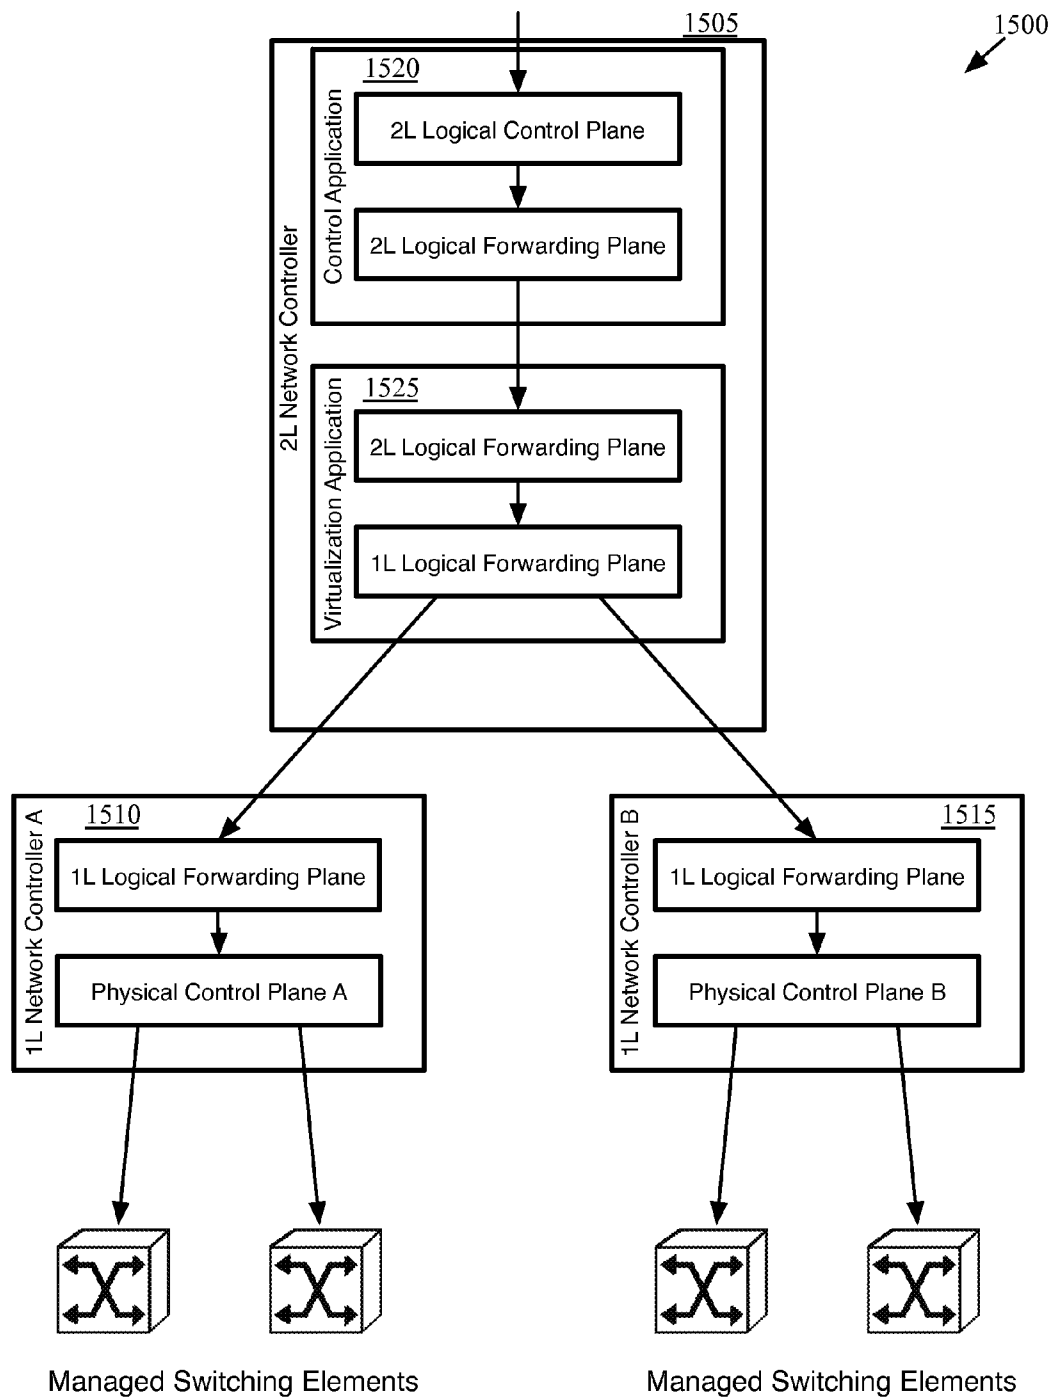 1500
1505
2L Network Controller
Control Application
1520
2L Logical Control Plane
2L Logical Forwarding Plane
Virtualization Application
1525
2L Logical Forwarding Plane
1L Logical Forwarding Plane
1L Network Controller A
1510
1L Logical Forwarding Plane
Physical Control Plane A
Managed Switching Elements
1L Network Controller B
1515
1L Logical Forwarding Plane
Physical Control Plane B
Managed Switching Elements